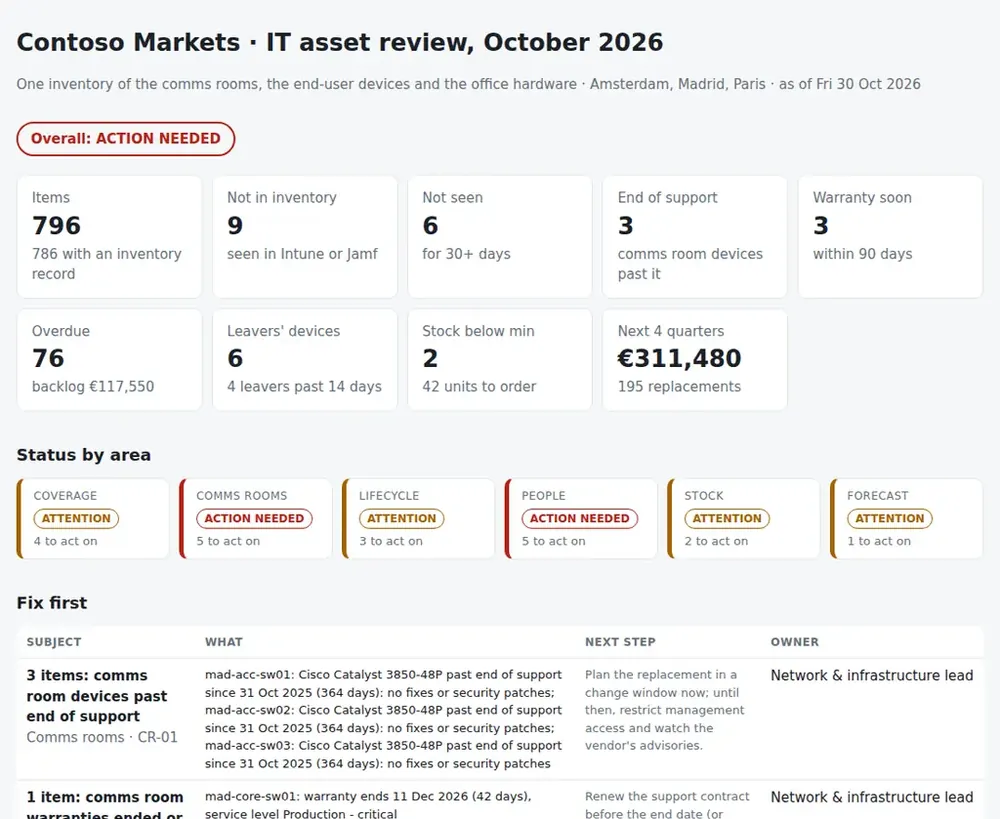 Contoso Markets · IT asset review, October 2026
One inventory of the comms rooms, the end-user devices and the office hardware · Amsterdam, Madrid, Paris · as of Fri 30 Oct 2026
Overall: ACTION NEEDED
Items
796
786 with an inventory
record
Not in inventory
9
seen in Intune or Jamf
Not seen
6
for 30+ days
End of support
3
comms room devices
past it
Warranty soon
3
within 90 days
Overdue
76
backlog €117,550
Leavers' devices
6
4 leavers past 14 days
Stock below min
2
42 units to order
Next 4 quarters
€311,480
195 replacements
Status by area
COVERAGE
ATTENTION
4 to act on
COMMS ROOMS
ACTION NEEDED
5 to act on
LIFECYCLE
ATTENTION
3 to act on
PEOPLE
ACTION NEEDED
5 to act on
STOCK
ATTENTION
2 to act on
FORECAST
ATTENTION
1 to act on
Fix first
SUBJECT WHAT NEXT STEP OWNER
3 items: comms
room devices past
end of support
Comms rooms · CR-01
mad-acc-sw01: Cisco Catalyst 3850-48P past end of support
since 31 Oct 2025 (364 days): no fixes or security patches;
mad-acc-sw02: Cisco Catalyst 3850-48P past end of support
since 31 Oct 2025 (364 days): no fixes or security patches;
mad-acc-sw03: Cisco Catalyst 3850-48P past end of support
since 31 Oct 2025 (364 days): no fixes or security patches
Plan the replacement in a
change window now; until
then, restrict management
access and watch the
vendor's advisories.
Network & infrastructure lead
1 item: comms room
warranties ended or
mad-core-sw01: warranty ends 11 Dec 2026 (42 days),
service level Production - critical
Renew the support contract
before the end date (or
Network & infrastructure lead